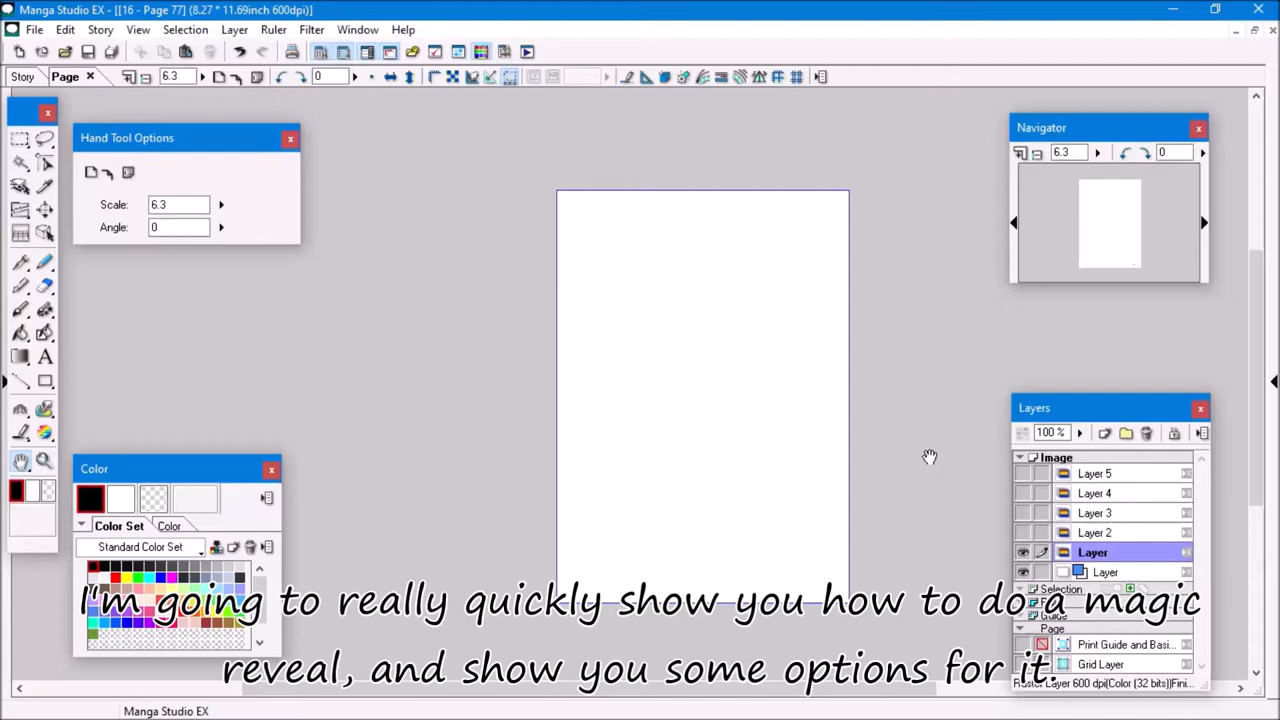 Manga Studio EX - [[16 - Page 77] (8.27 * 11.69inch 600dpi)]
File Edit Story View Selection Layer Ruler Filter Window Help
Story Page 6.3 0
Hand Tool Options
Scale: 6.3
Angle: 0
Navigator
6.3 0
Layers
100 %
Image
Layer 5
Layer 4
Layer 3
Layer 2
Layer
Layer
Selection
Guide
Page
Print Guide and Basi...
Grid Layer
Raster Layer 600 dpi(Color (32 bits))Fini...
Color
Color Set Color
Standard Color Set
I'm going to really quickly show you how to do a magic
reveal, and show you some options for it.
Manga Studio EX